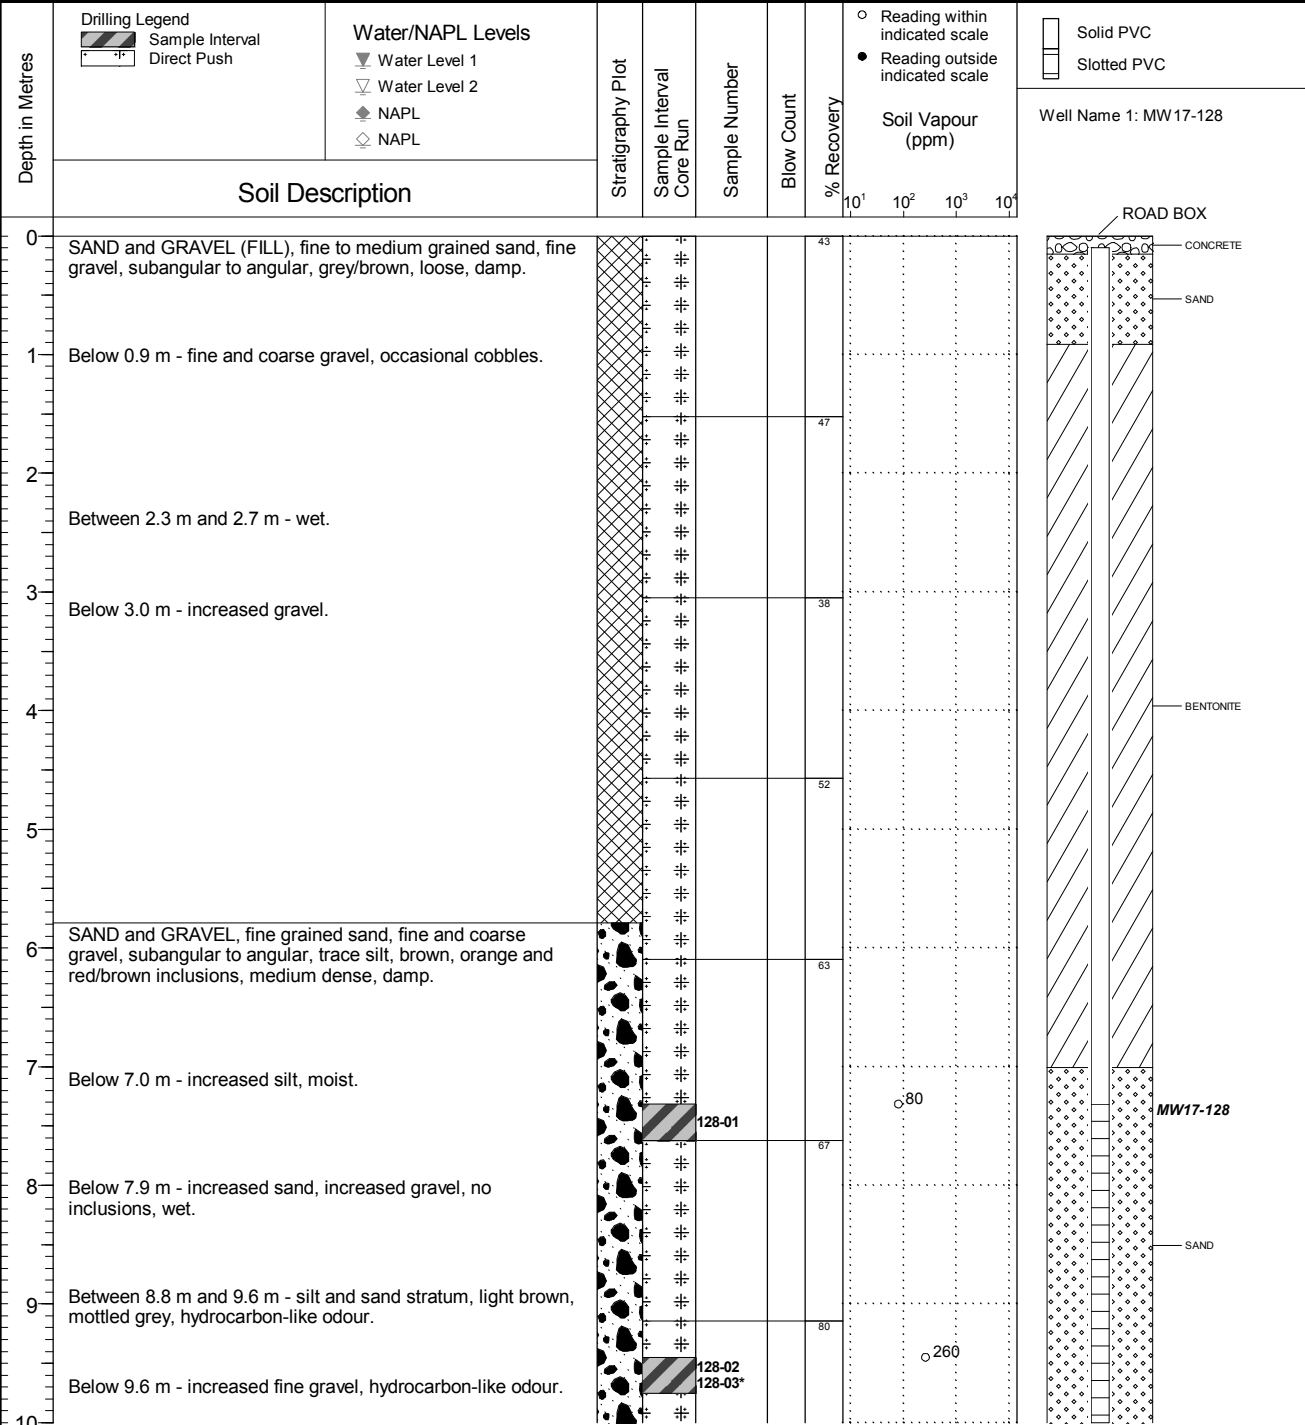 Drilling Legend
Sample Interval
Direct Push
Water/NAPL Levels
Water Level 1
Water Level 2
NAPL
NAPL
Depth in Metres
Soil Description
Stratigraphy Plot
Sample Interval
Core Run
Sample Number
Blow Count
% Recovery
Reading within
indicated scale
Reading outside
indicated scale
Soil Vapour
(ppm)
10¹ 10² 10³ 10⁴
Solid PVC
Slotted PVC
Well Name 1: MW17-128
ROAD BOX
0
SAND and GRAVEL (FILL), fine to medium grained sand, fine
gravel, subangular to angular, grey/brown, loose, damp.
43
CONCRETE
SAND
1
Below 0.9 m - fine and coarse gravel, occasional cobbles.
47
2
Between 2.3 m and 2.7 m - wet.
3
Below 3.0 m - increased gravel.
38
4
BENTONITE
52
5
SAND and GRAVEL, fine grained sand, fine and coarse
gravel, subangular to angular, trace silt, brown, orange and
red/brown inclusions, medium dense, damp.
6
63
7
Below 7.0 m - increased silt, moist.
80
128-01
MW17-128
67
8
Below 7.9 m - increased sand, increased gravel, no
inclusions, wet.
SAND
9
Between 8.8 m and 9.6 m - silt and sand stratum, light brown,
mottled grey, hydrocarbon-like odour.
80
260
128-02
128-03*
Below 9.6 m - increased fine gravel, hydrocarbon-like odour.
10